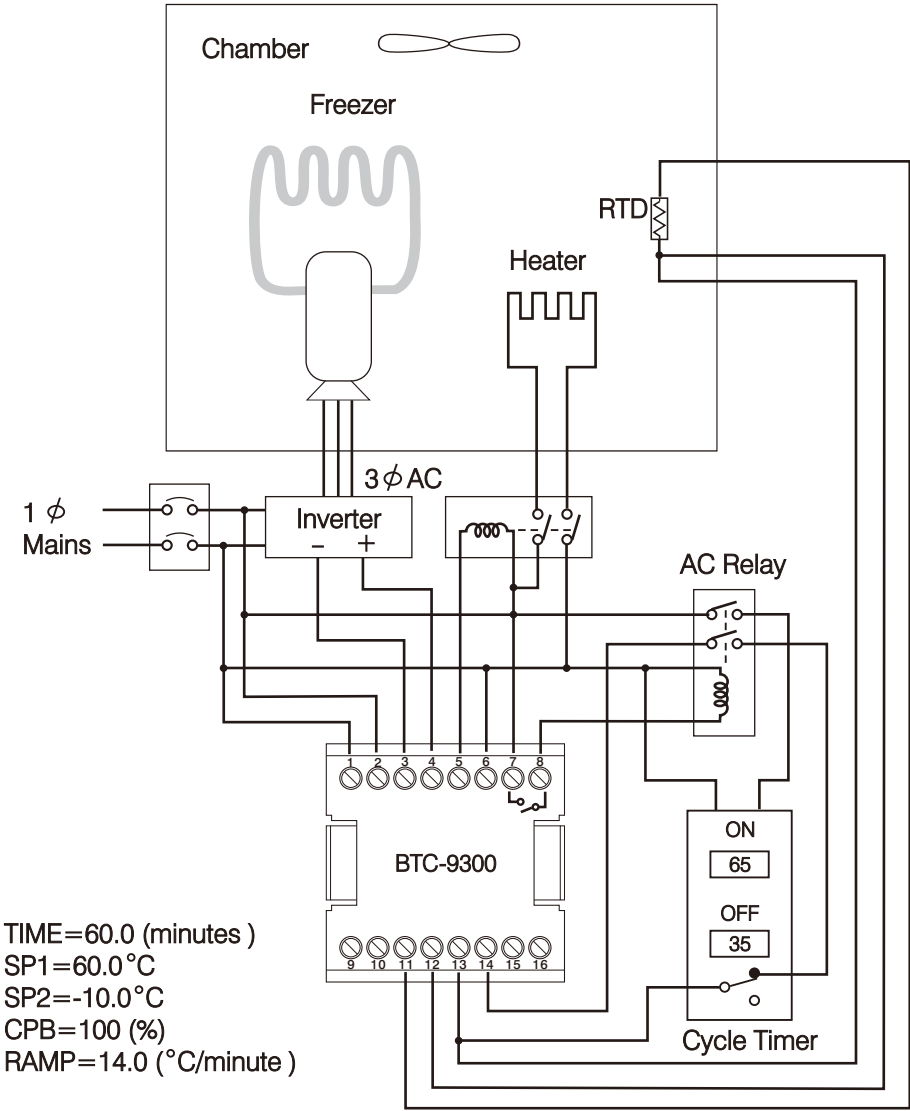 Chamber
Freezer
RTD
Heater
3 ϕ AC
1 ϕ
Mains
Inverter
− +
AC Relay
1 2 3 4 5 6 7 8
BTC-9300
9 10 11 12 13 14 15 16
ON
65
OFF
35
Cycle Timer
TIME=60.0 (minutes )
SP1=60.0°C
SP2=-10.0°C
CPB=100 (%)
RAMP=14.0 (°C/minute )